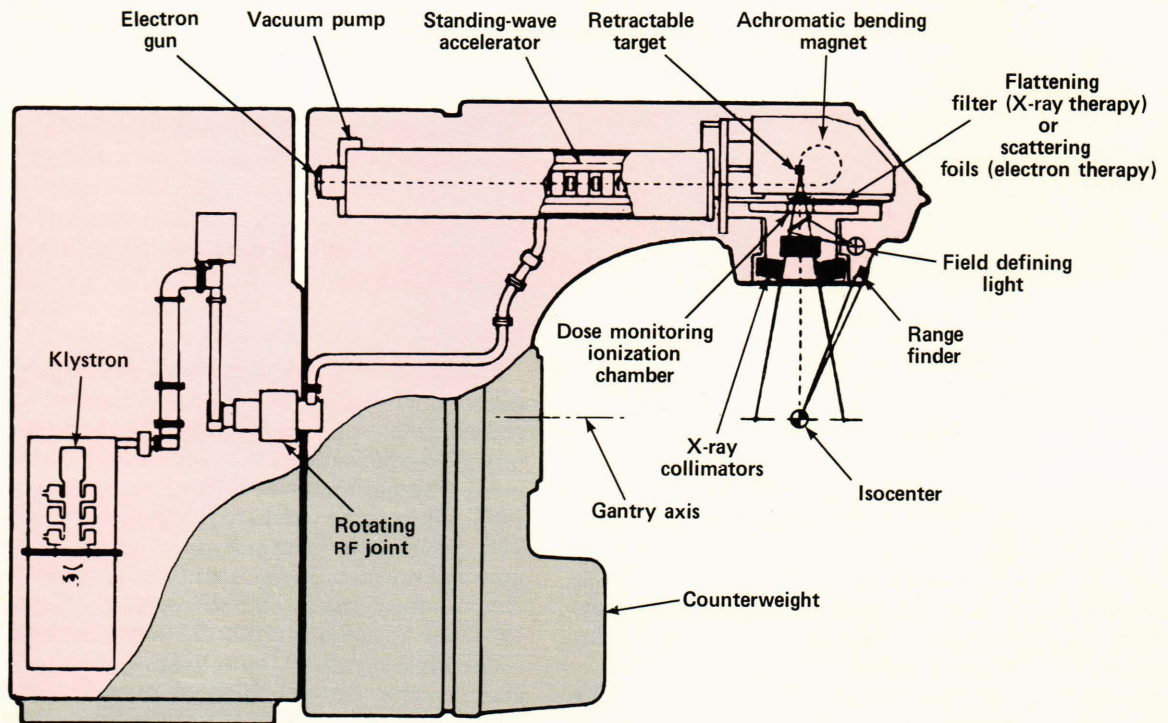 Electron
gun
Vacuum pump
Standing-wave
accelerator
Retractable
target
Achromatic bending
magnet
Flattening
filter (X-ray therapy)
or
scattering
foils (electron therapy)
Field defining
light
Dose monitoring
ionization
chamber
Range
finder
Klystron
X-ray
collimators
Isocenter
Gantry axis
Rotating
RF joint
Counterweight